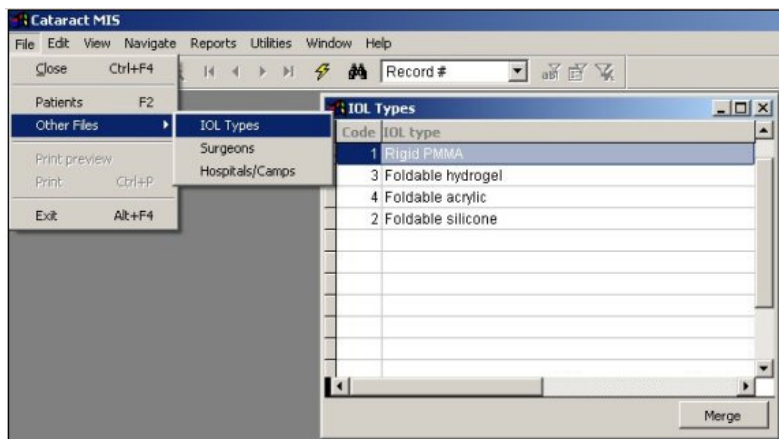 Cataract MIS
File Edit View Navigate Reports Utilities Window Help
Close Ctrl+F4
Record #
Patients F2
Other Files
Print preview
Print Ctrl+P
Exit Alt+F4
IOL Types
Surgeons
Hospitals/Camps
IOL Types
Code IOL type
1 Rigid PMMA
3 Foldable hydrogel
4 Foldable acrylic
2 Foldable silicone
Merge